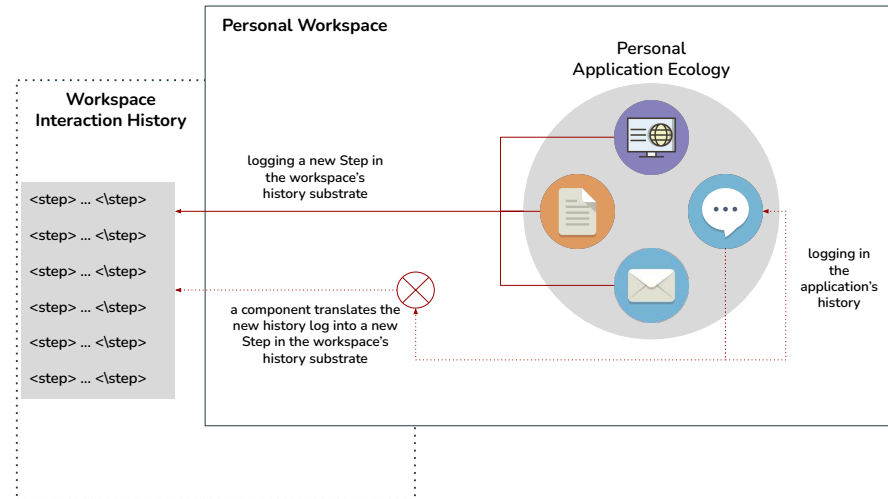 Personal Workspace
Personal
Application Ecology
Workspace
Interaction History
logging a new Step in
the workspace's
history substrate
<step> ... <\step>
<step> ... <\step>
<step> ... <\step>
<step> ... <\step>
<step> ... <\step>
<step> ... <\step>
logging in
the
application's
history
a component translates the
new history log into a new
Step in the workspace's
history substrate